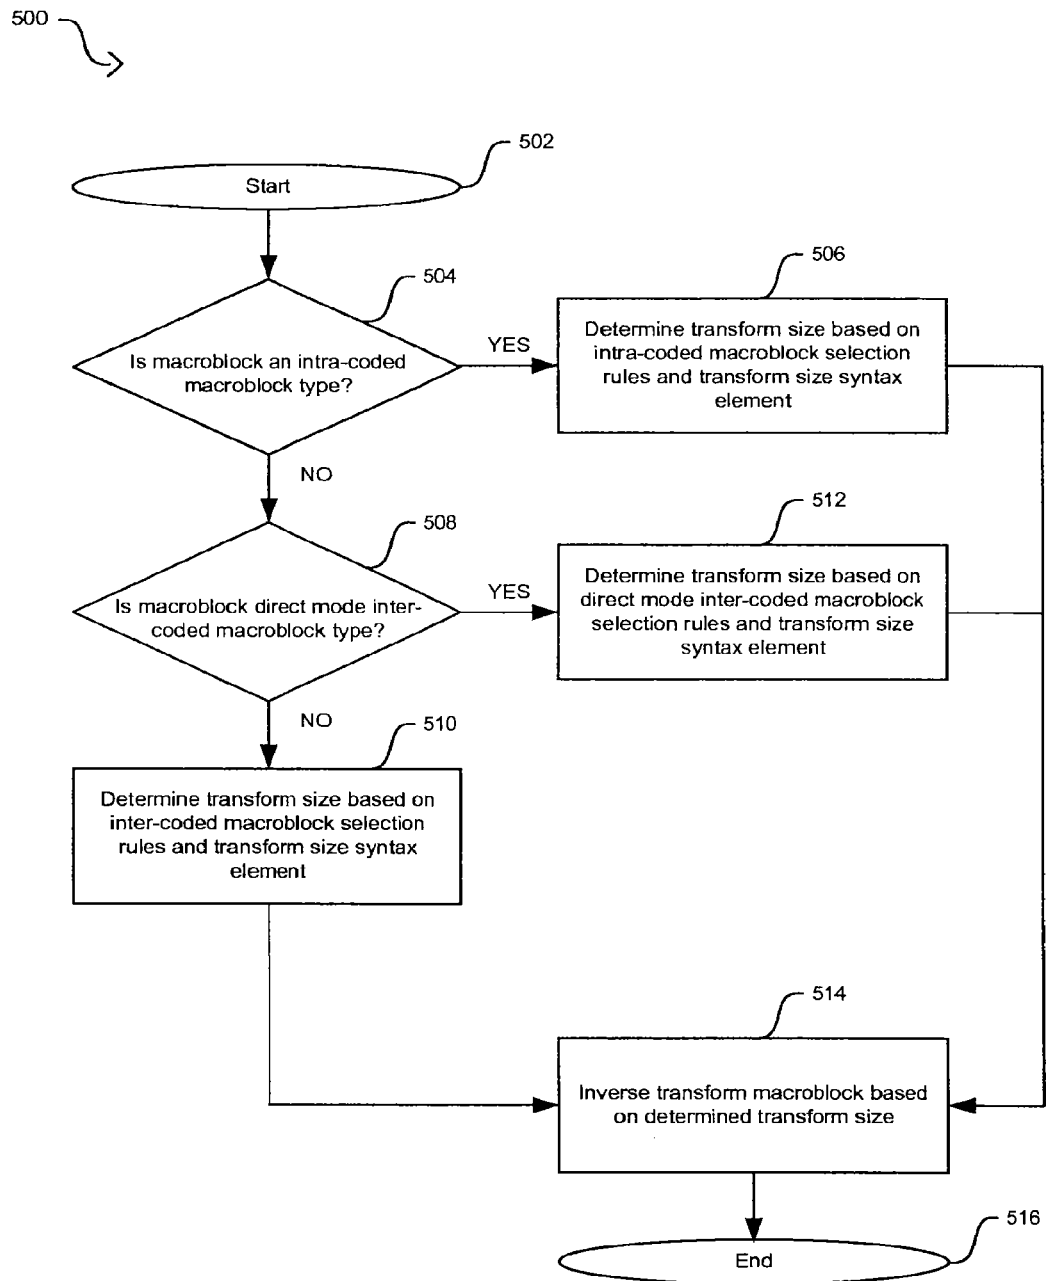 500
502
Start
504
506
Is macroblock an intra-coded
macroblock type?
YES
Determine transform size based on
intra-coded macroblock selection
rules and transform size syntax
element
NO
508
512
Is macroblock direct mode inter-
coded macroblock type?
YES
Determine transform size based on
direct mode inter-coded macroblock
selection rules and transform size
syntax element
NO
510
Determine transform size based on
inter-coded macroblock selection
rules and transform size syntax
element
514
Inverse transform macroblock based
on determined transform size
516
End